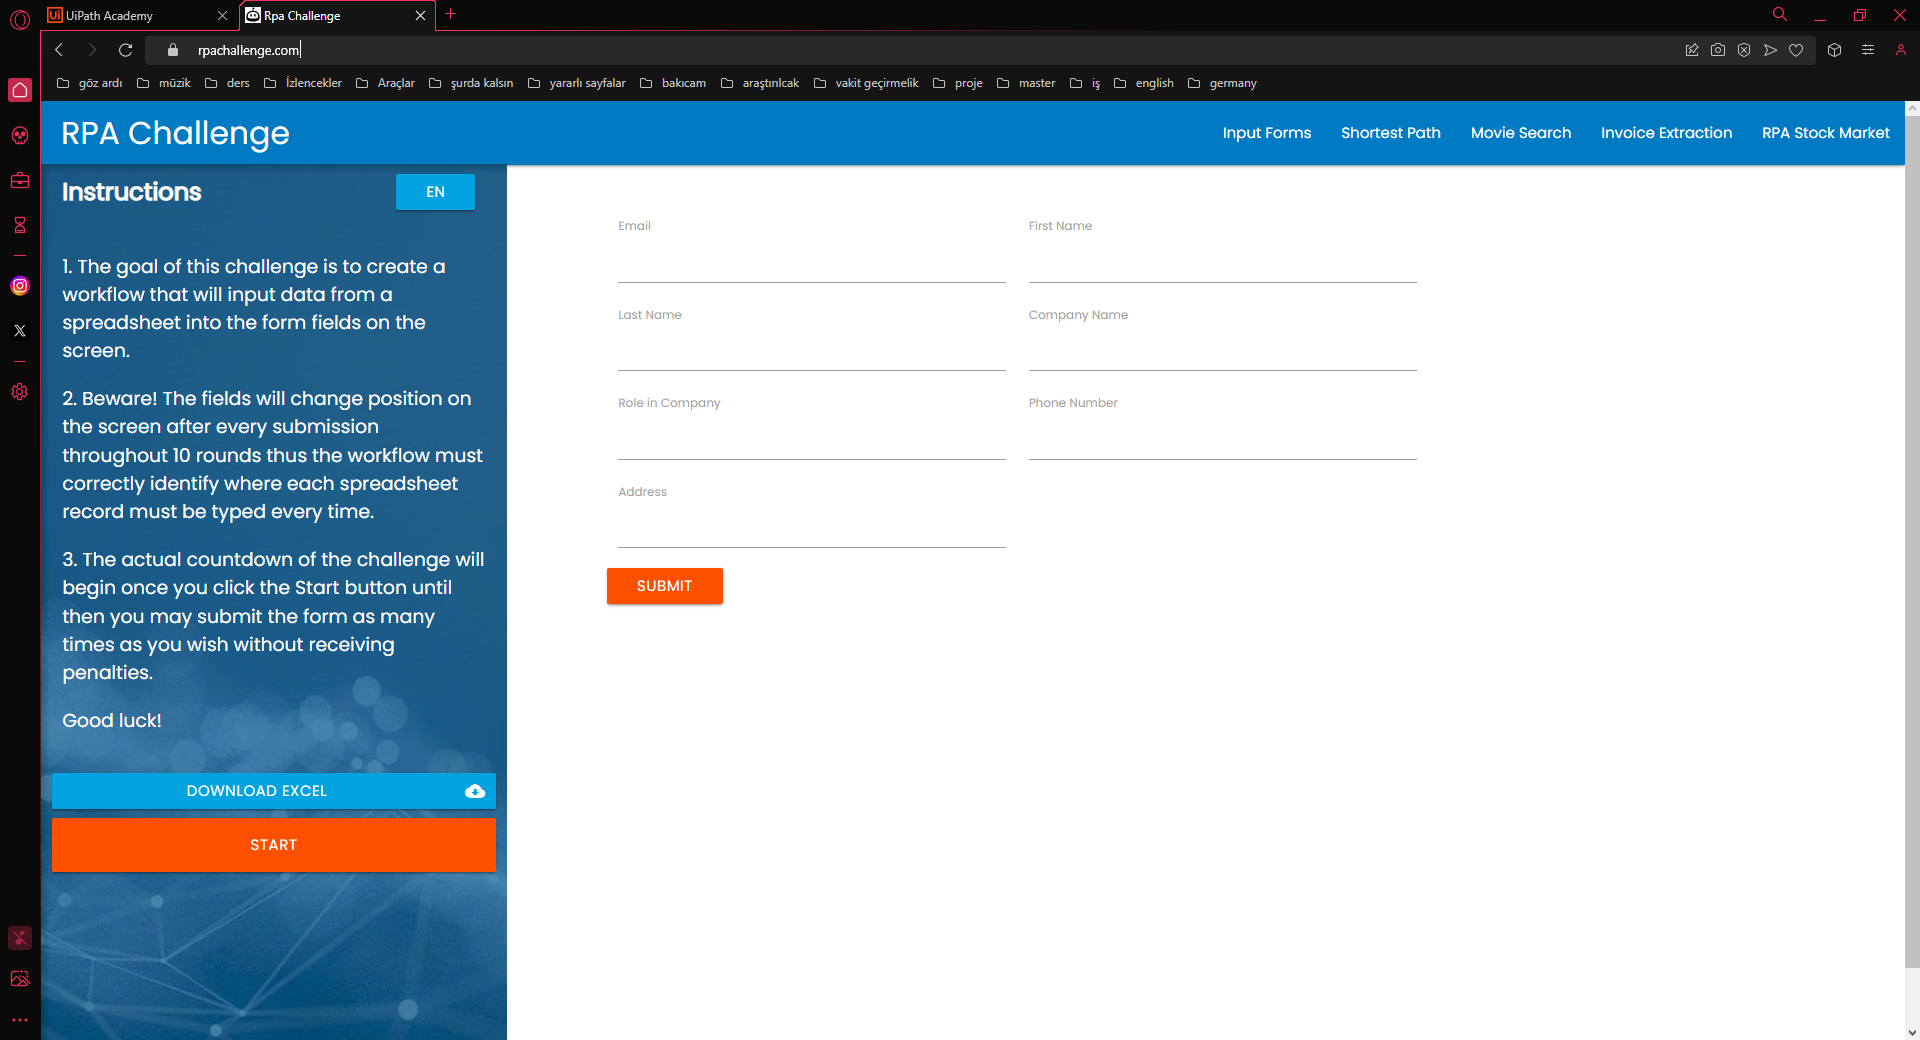 UiPath Academy
Rpa Challenge
rpachallenge.com
göz ardı
müzik
ders
İzlencekler
Araçlar
şurda kalsın
yararlı sayfalar
bakıcam
araştırılcak
vakit geçirmelik
proje
master
iş
english
germany
RPA Challenge
Input Forms
Shortest Path
Movie Search
Invoice Extraction
RPA Stock Market
Instructions
EN
1. The goal of this challenge is to create a
workflow that will input data from a
spreadsheet into the form fields on the
screen.
2. Beware! The fields will change position on
the screen after every submission
throughout 10 rounds thus the workflow must
correctly identify where each spreadsheet
record must be typed every time.
3. The actual countdown of the challenge will
begin once you click the Start button until
then you may submit the form as many
times as you wish without receiving
penalties.
Good luck!
DOWNLOAD EXCEL
START
Email
First Name
Last Name
Company Name
Role in Company
Phone Number
Address
SUBMIT